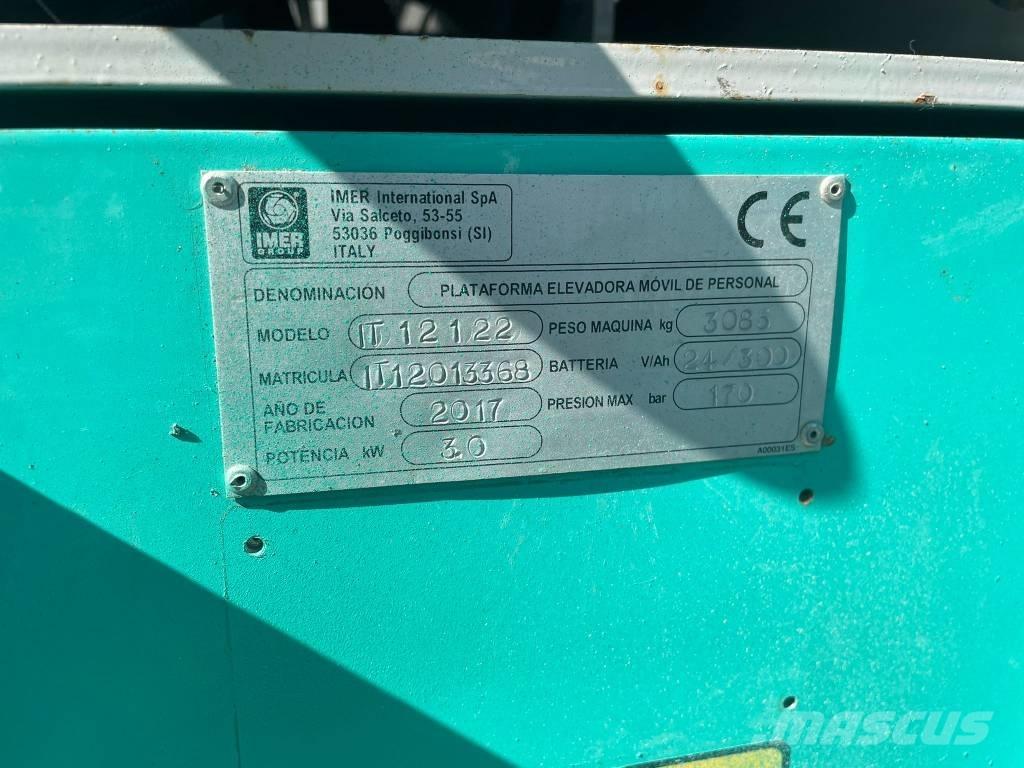 IMER
GROUP
IMER International SpA
Via Salceto, 53-55
53036 Poggibonsi (SI)
ITALY
CE
DENOMINACIÓN PLATAFORMA ELEVADORA MÓVIL DE PERSONAL
MODELO IT 12122 PESO MAQUINA kg 3085
MATRICULA IT12013368 BATTERIA V/Ah 24/300
AÑO DE FABRICACION 2017 PRESION MAX bar 170
POTENCIA kW 3.0
A00031ES
MASCUS